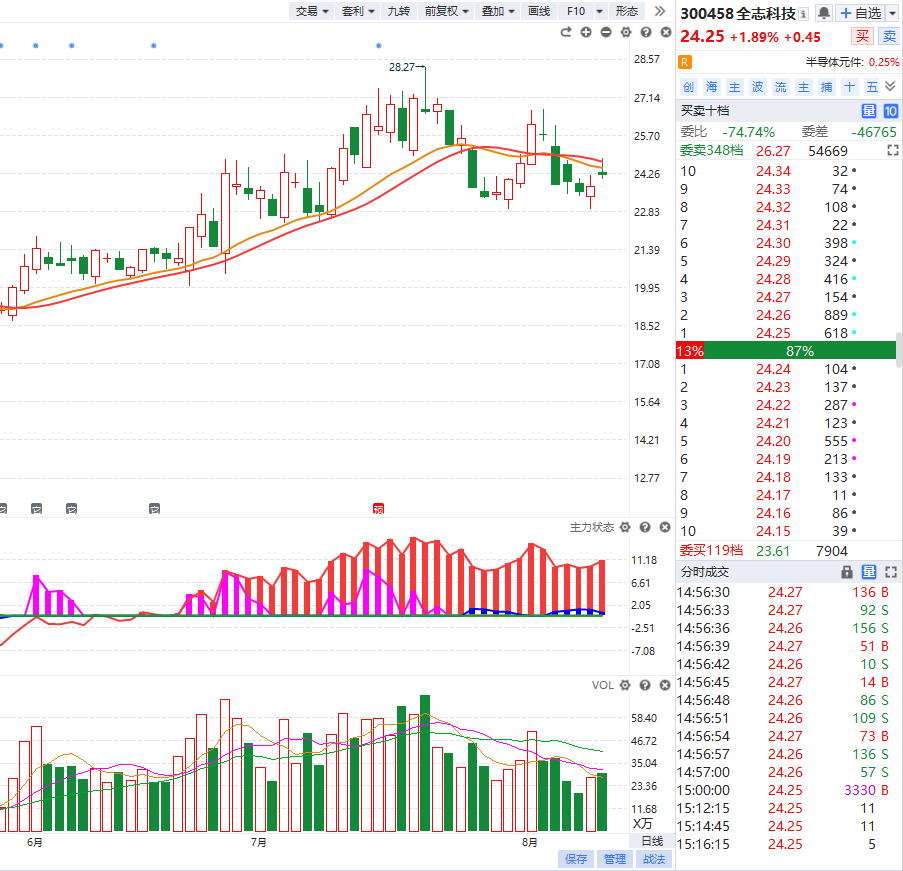 交易 套利 九转 前复权 叠加 画线 F10 形态
28.27
28.57
27.14
25.70
24.26
22.83
21.39
19.95
18.52
17.08
15.64
14.21
12.77
预
主力状态
11.18
6.61
2.05
-2.51
-7.08
VOL
58.40
46.72
35.04
23.36
11.68
X万
6月 7月 8月 日线
保存 管理 战法
300458 全志科技 自选
24.25 +1.89% +0.45 买 卖
R 半导体元件: 0.25%
创 海 主 波 流 主 捕 十 五
买卖十档 量 10
委比 -74.74% 委差 -46765
委卖348档 26.27 54669
10 24.34 32
9 24.33 74
8 24.32 108
7 24.31 22
6 24.30 398
5 24.29 324
4 24.28 416
3 24.27 154
2 24.26 889
1 24.25 618
13% 87%
1 24.24 104
2 24.23 137
3 24.22 287
4 24.21 123
5 24.20 555
6 24.19 213
7 24.18 133
8 24.17 11
9 24.16 86
10 24.15 39
委买119档 23.61 7904
分时成交 量
14:56:30 24.27 136 B
14:56:33 24.27 92 S
14:56:36 24.26 156 S
14:56:39 24.27 51 B
14:56:42 24.26 10 S
14:56:45 24.27 14 B
14:56:48 24.26 86 S
14:56:51 24.26 109 S
14:56:54 24.27 73 B
14:56:57 24.26 136 S
14:57:00 24.26 57 S
15:00:00 24.25 3330 B
15:12:15 24.25 11
15:14:45 24.25 11
15:16:15 24.25 5